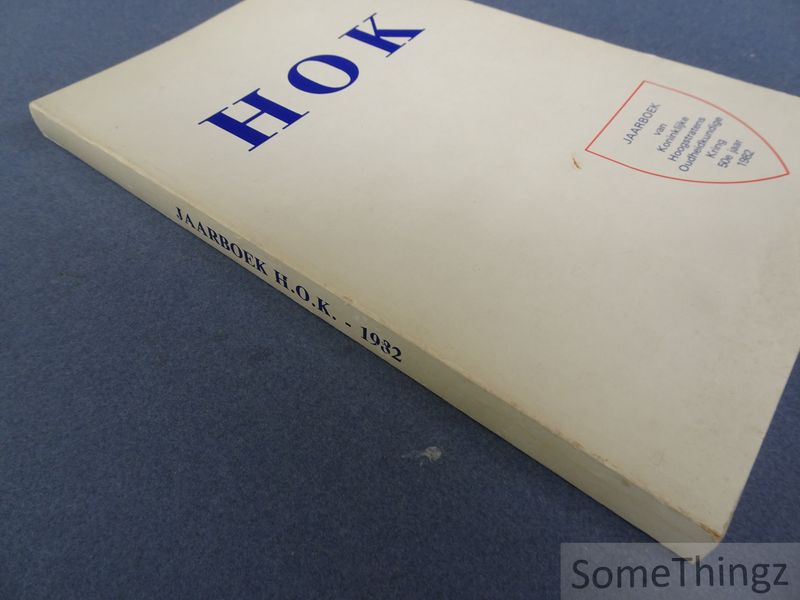 HOK
JAARBOEK
van
Koninklijke
Hoogstratens
Oudheidkundige
Kring
50e jaar
1982
JAARBOEK H.O.K. - 1982
SomeThingz